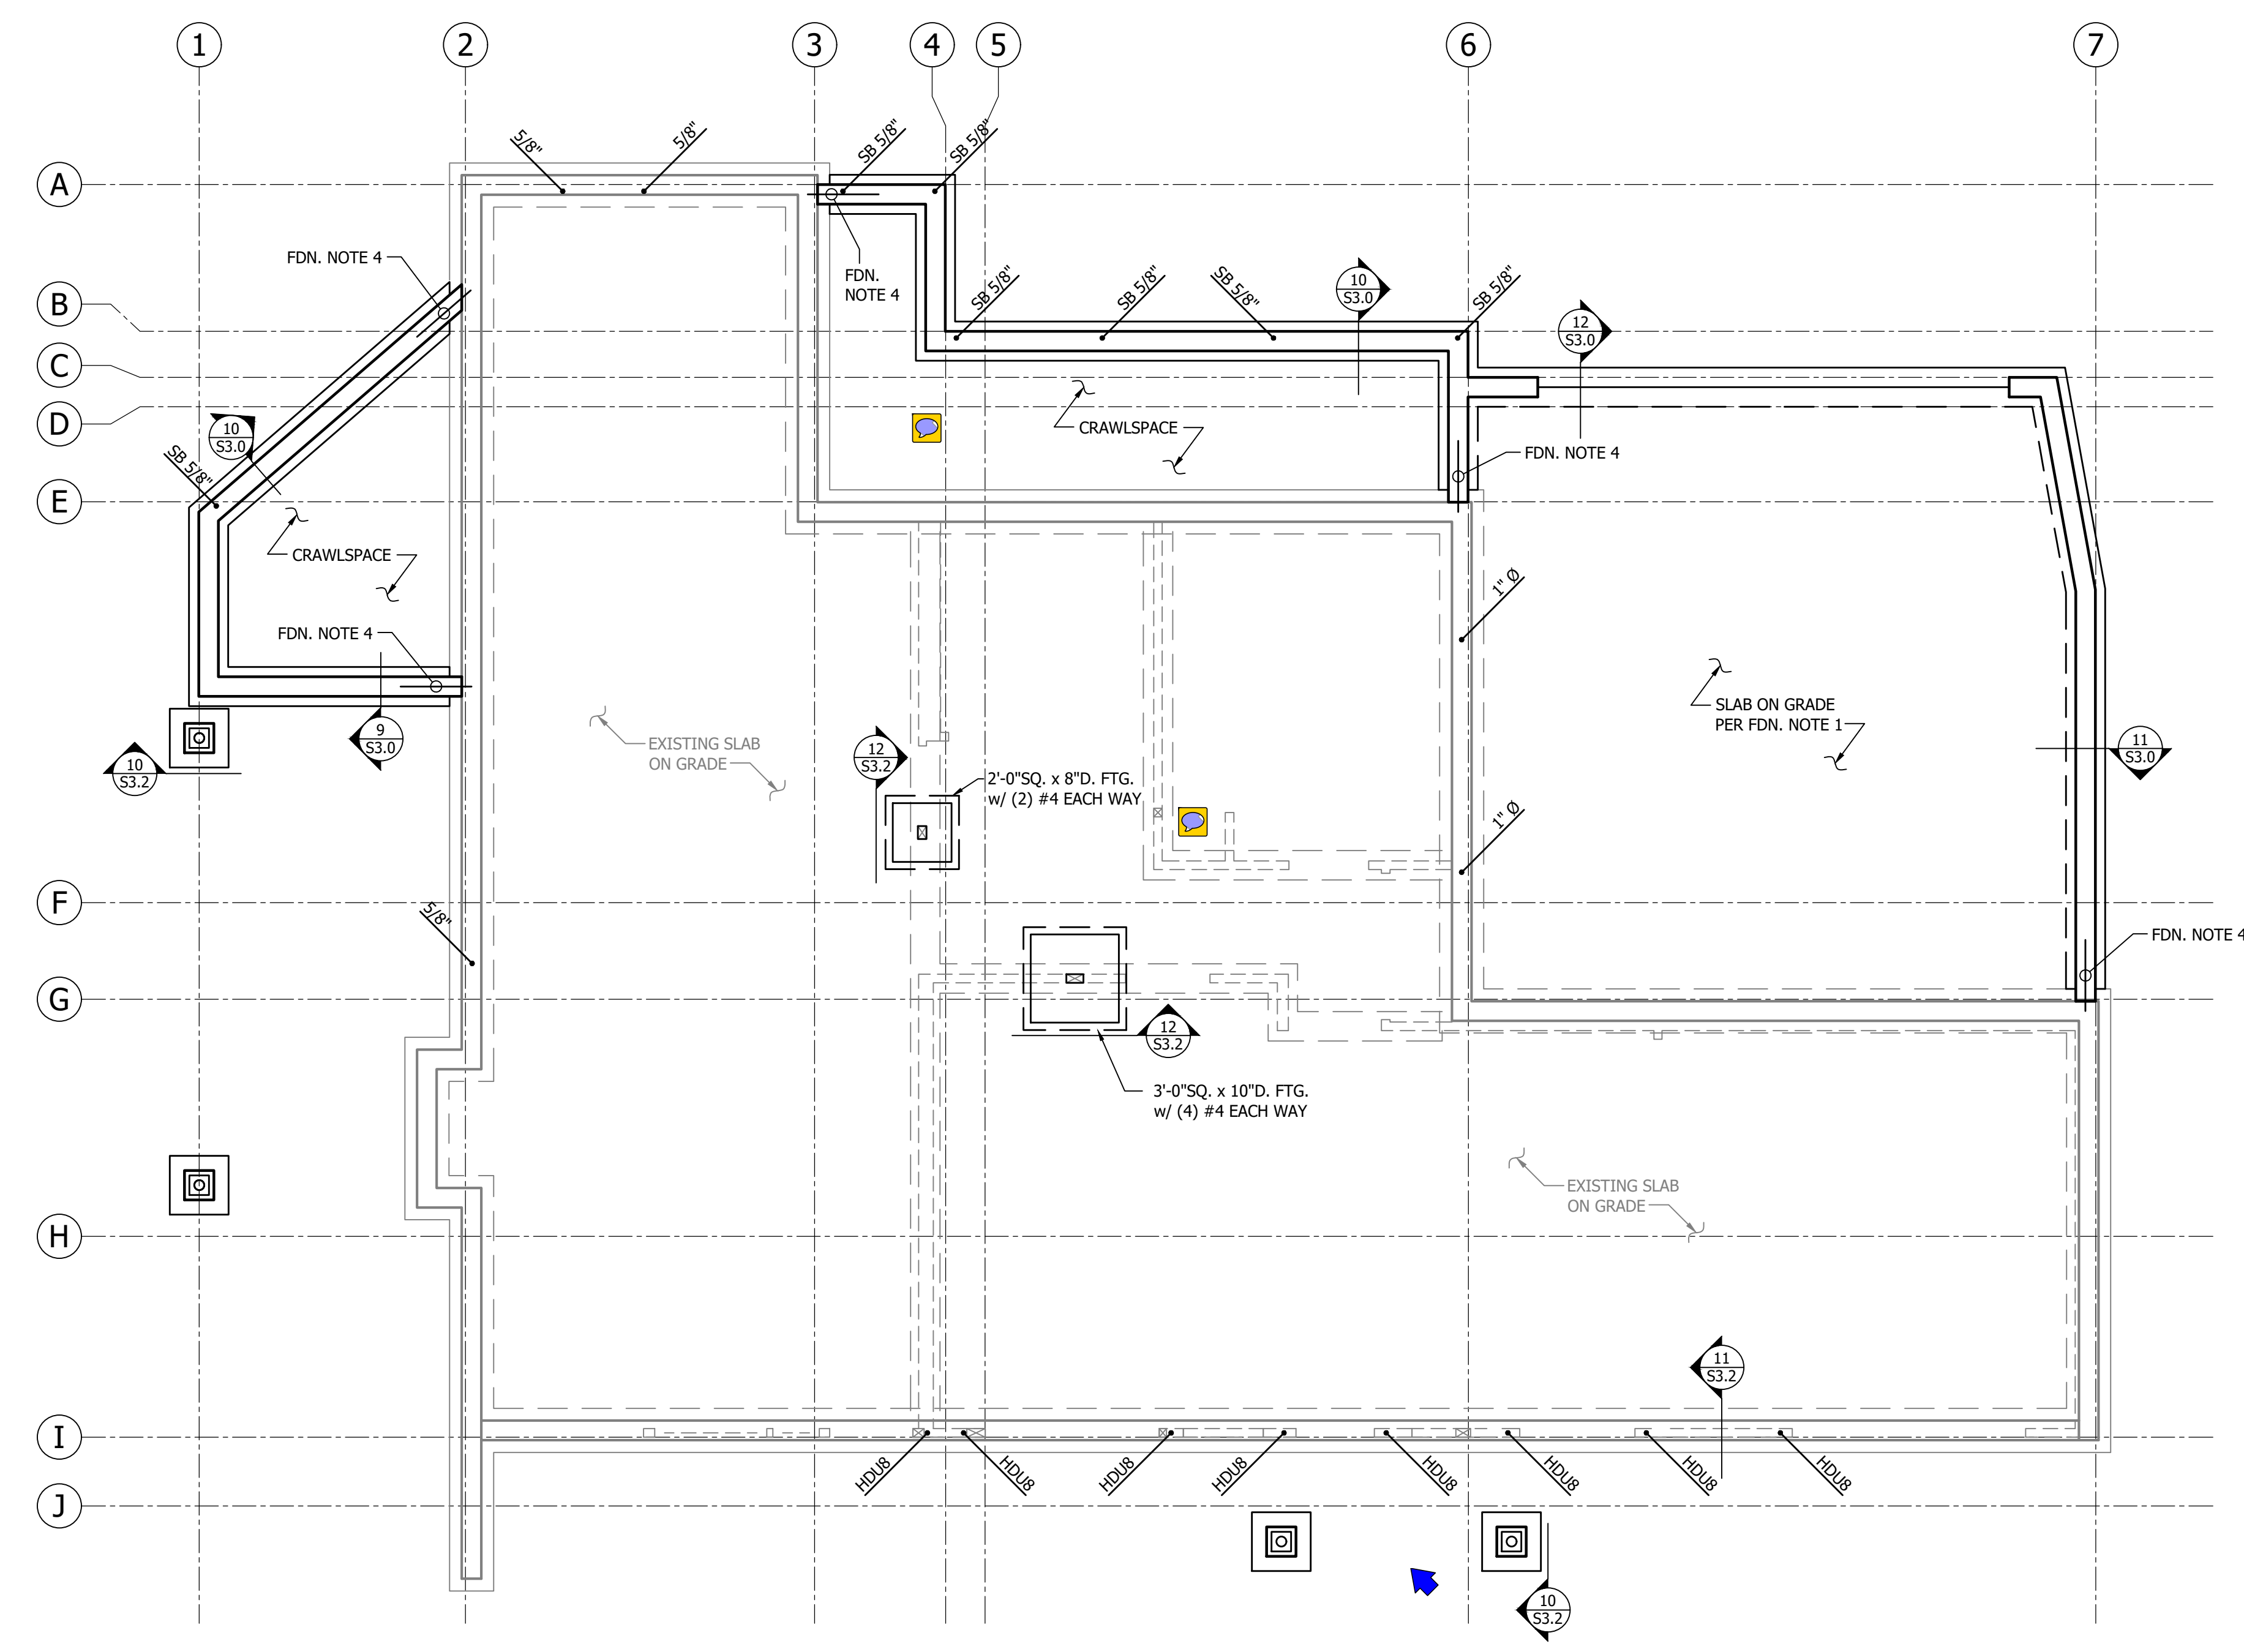 1
2
3
4
5
6
7
A
B
C
D
E
F
G
H
I
J
5/8"
5/8"
SB 5/8"
SB 5/8"
FDN. NOTE 4
FDN.
NOTE 4
SB 5/8"
SB 5/8"
SB 5/8"
10
S3.0
SB 5/8"
12
S3.0
10
S3.0
SB 5/8"
CRAWLSPACE
FDN. NOTE 4
CRAWLSPACE
1" Ø
FDN. NOTE 4
9
S3.0
10
S3.2
EXISTING SLAB
ON GRADE
12
S3.2
2'-0"SQ. x 8"D. FTG.
w/ (2) #4 EACH WAY
SLAB ON GRADE
PER FDN. NOTE 1
11
S3.0
1" Ø
5/8"
FDN. NOTE 4
12
S3.2
3'-0"SQ. x 10"D. FTG.
w/ (4) #4 EACH WAY
EXISTING SLAB
ON GRADE
11
S3.2
HDU8
HDU8
HDU8
HDU8
HDU8
HDU8
HDU8
HDU8
10
S3.2